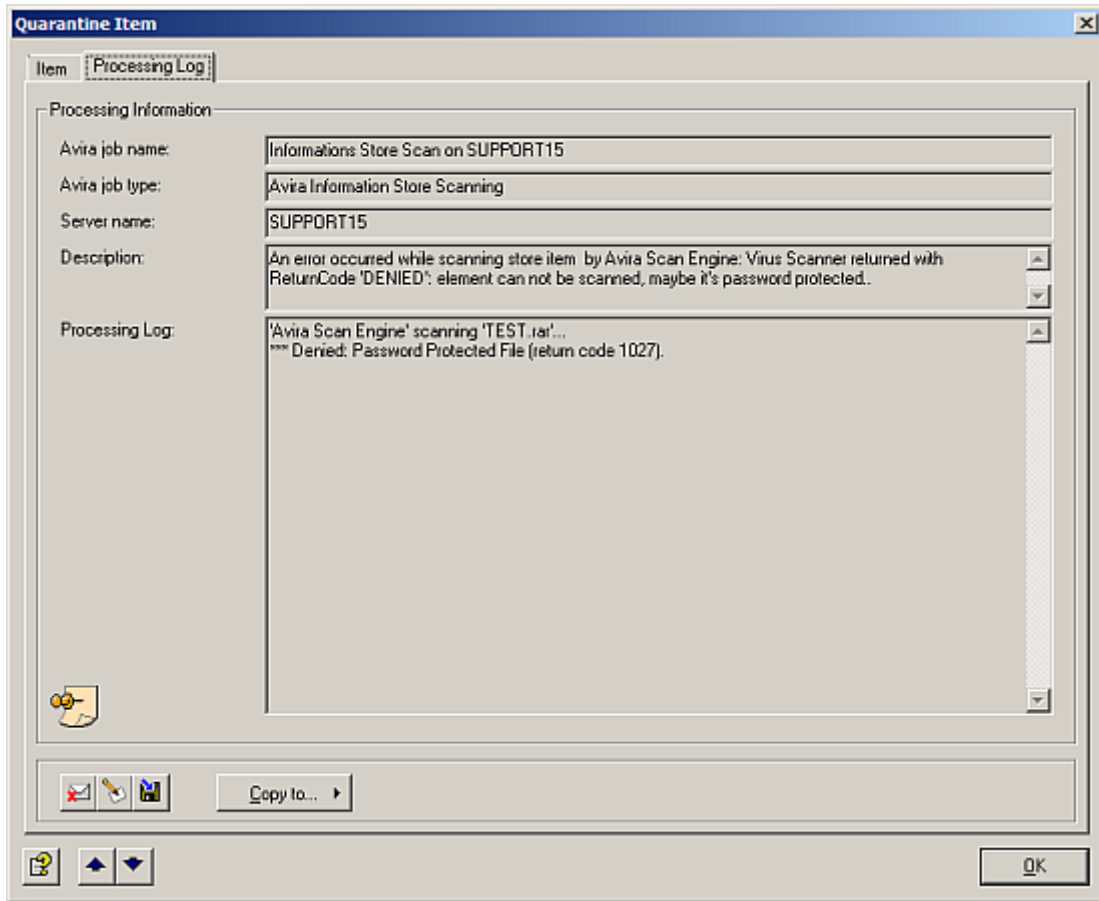 Quarantine Item
Item
Processing Log
Processing Information
Avira job name:
Informations Store Scan on SUPPORT15
Avira job type:
Avira Information Store Scanning
Server name:
SUPPORT15
Description:
An error occurred while scanning store item  by Avira Scan Engine: Virus Scanner returned with
ReturnCode 'DENIED': element can not be scanned, maybe it's password protected..
Processing Log:
'Avira Scan Engine' scanning 'TEST.rar'...
*** Denied: Password Protected File (return code 1027).
Copy to...
OK